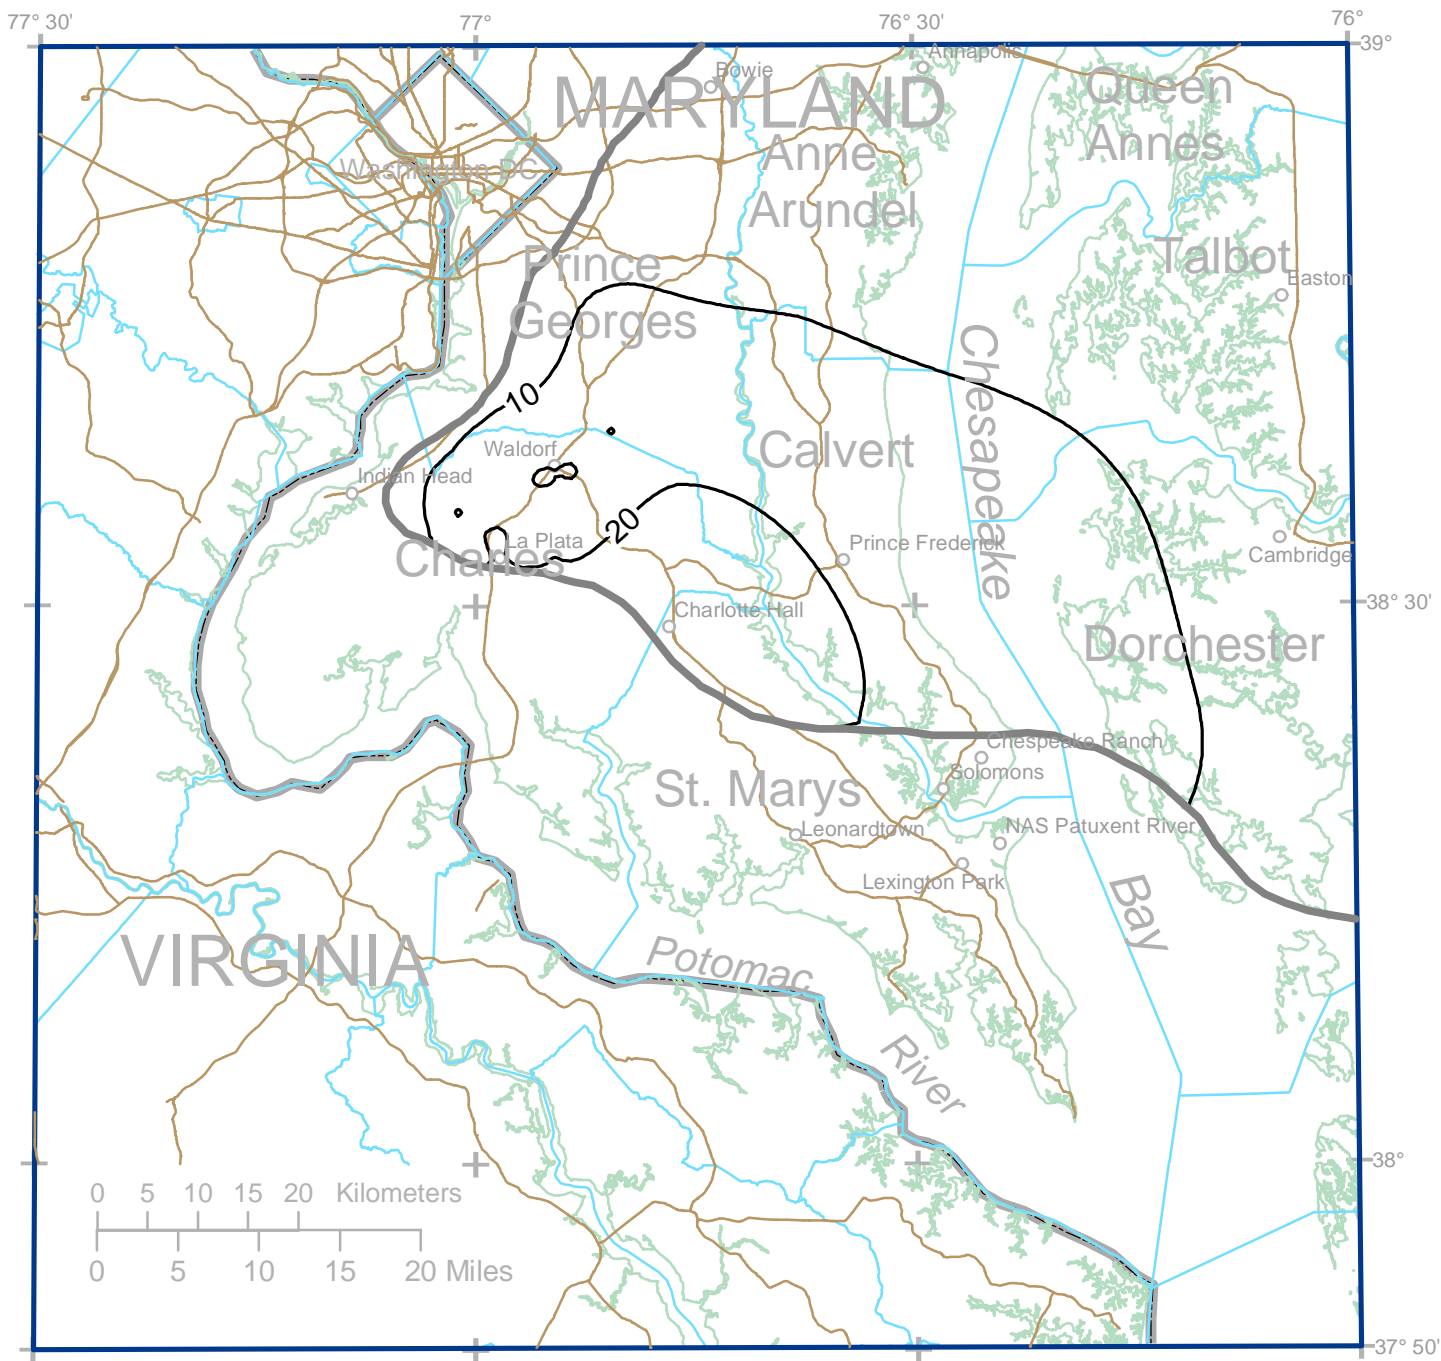 77° 30'
77°
76° 30'
76°
39°
Annapolis
Bowie
MARYLAND
Queen
Annes
Anne
Arundel
Washington DC
Prince
Georges
Talbot
Easton
Chesapeake
10
Waldorf
Calvert
Indian Head
20
La Plata
Prince Frederick
Cambridge
Charles
Charlotte Hall
38° 30'
Dorchester
Chespeake Ranch
Solomons
St. Marys
Leonardtown
NAS Patuxent River
Lexington Park
Bay
VIRGINIA
Potomac
River
38°
0 5 10 15 20 Kilometers
0 5 10 15 20 Miles
37° 50'